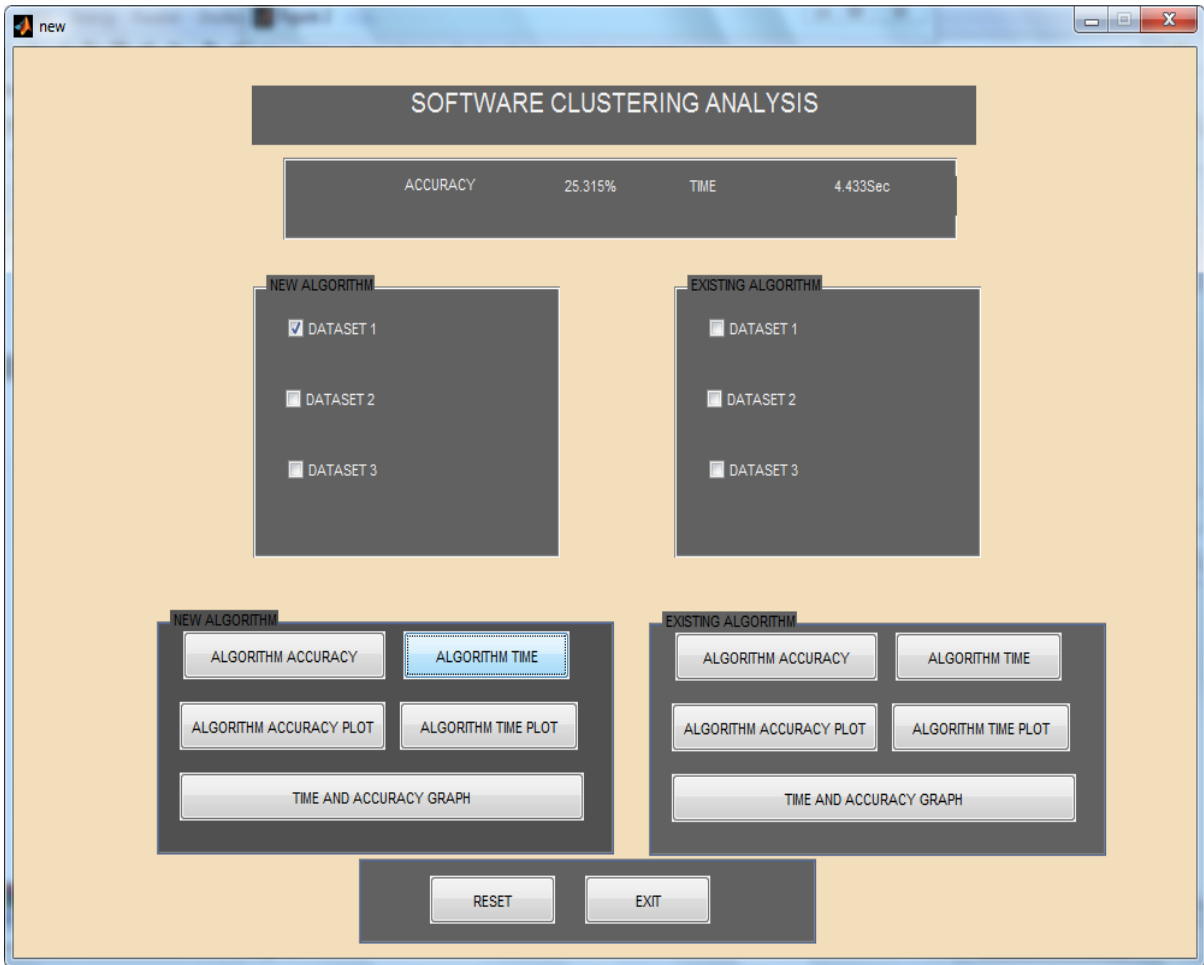 new
SOFTWARE CLUSTERING ANALYSIS
ACCURACY 25.315% TIME 4.433Sec
NEW ALGORITHM
DATASET 1
DATASET 2
DATASET 3
EXISTING ALGORITHM
DATASET 1
DATASET 2
DATASET 3
NEW ALGORITHM
ALGORITHM ACCURACY ALGORITHM TIME
ALGORITHM ACCURACY PLOT ALGORITHM TIME PLOT
TIME AND ACCURACY GRAPH
EXISTING ALGORITHM
ALGORITHM ACCURACY ALGORITHM TIME
ALGORITHM ACCURACY PLOT ALGORITHM TIME PLOT
TIME AND ACCURACY GRAPH
RESET EXIT